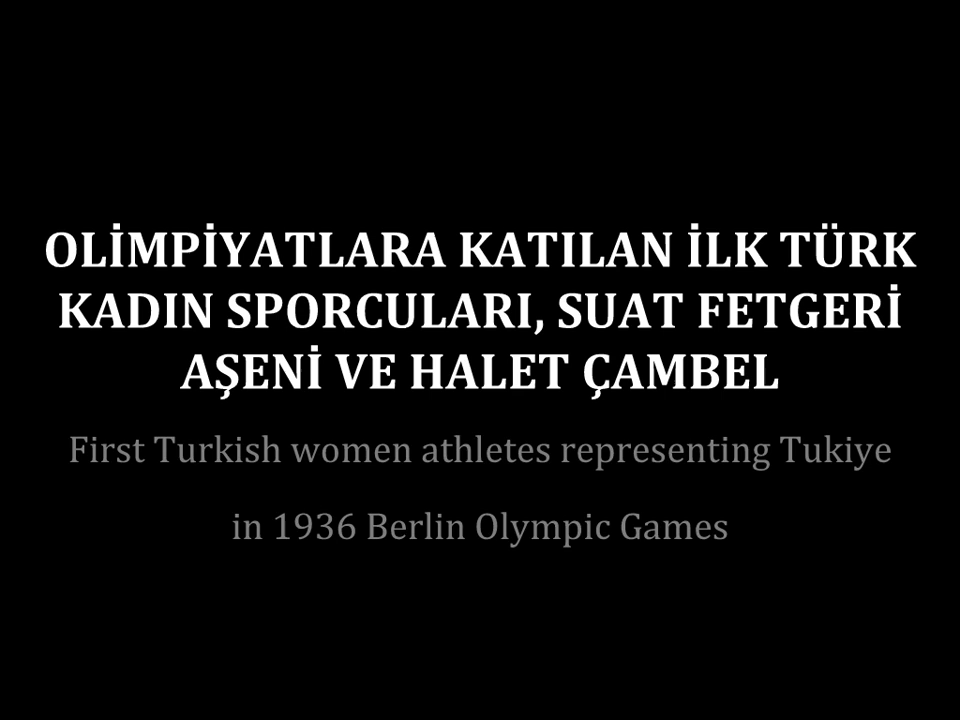 OLİMPİYATLARA KATILAN İLK TÜRK
KADIN SPORCULARI, SUAT FETGERİ
AŞENİ VE HALET ÇAMBEL
First Turkish women athletes representing Tukiye
in 1936 Berlin Olympic Games